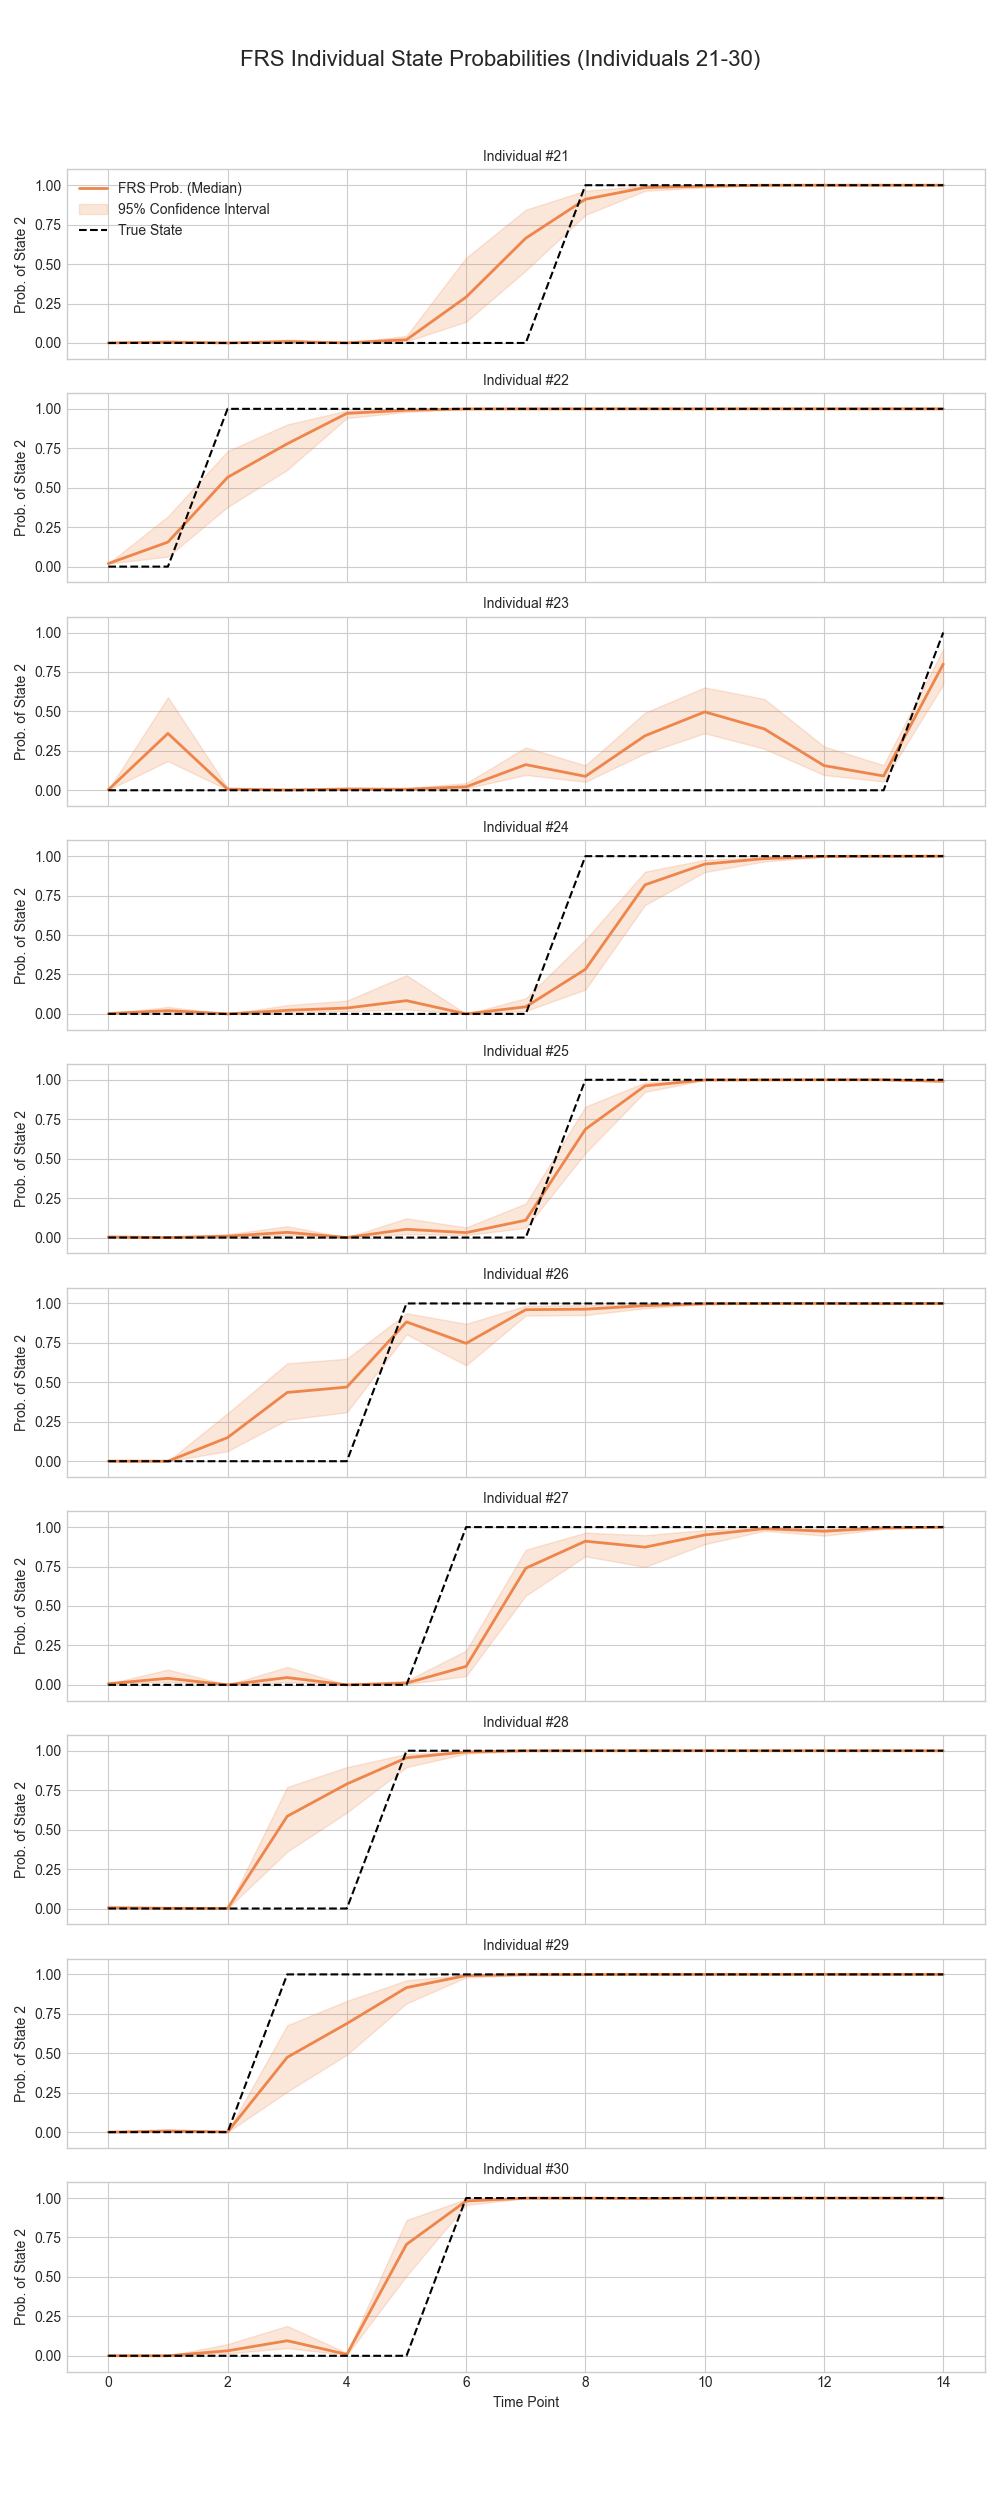 FRS Individual State Probabilities (Individuals 21-30)
Individual #21
1.00
0.75
0.50
0.25
0.00
Prob. of State 2
FRS Prob. (Median)
95% Confidence Interval
True State
Individual #22
1.00
0.75
0.50
0.25
0.00
Prob. of State 2
Individual #23
1.00
0.75
0.50
0.25
0.00
Prob. of State 2
Individual #24
1.00
0.75
0.50
0.25
0.00
Prob. of State 2
Individual #25
1.00
0.75
0.50
0.25
0.00
Prob. of State 2
Individual #26
1.00
0.75
0.50
0.25
0.00
Prob. of State 2
Individual #27
1.00
0.75
0.50
0.25
0.00
Prob. of State 2
Individual #28
1.00
0.75
0.50
0.25
0.00
Prob. of State 2
Individual #29
1.00
0.75
0.50
0.25
0.00
Prob. of State 2
Individual #30
1.00
0.75
0.50
0.25
0.00
Prob. of State 2
0 2 4 6 8 10 12 14
Time Point